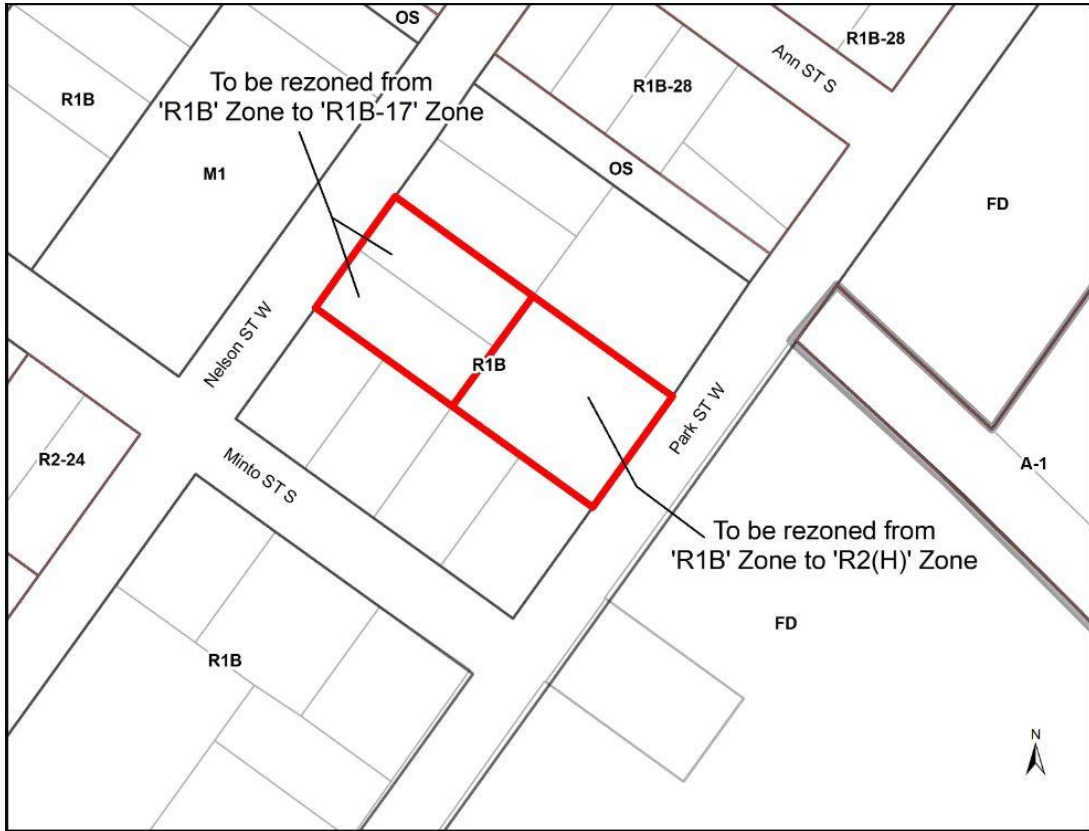 OS
Ann ST S
R1B-28
To be rezoned from
'R1B' Zone to 'R1B-17' Zone
R1B
R1B-28
M1
OS
FD
Nelson ST W
R1B
Park ST W
R2-24
Minto ST S
A-1
To be rezoned from
'R1B' Zone to 'R2(H)' Zone
R1B
FD
N